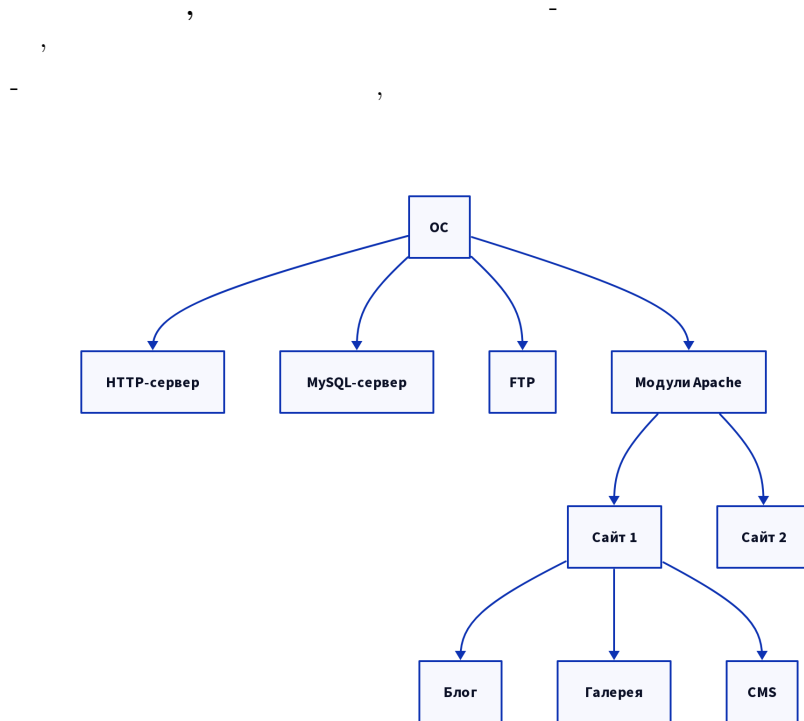 , -
,
- ,
ОС
HTTP-сервер MySQL-сервер FTP Модули Apache
Сайт 1 Сайт 2
Блог Галерея CMS